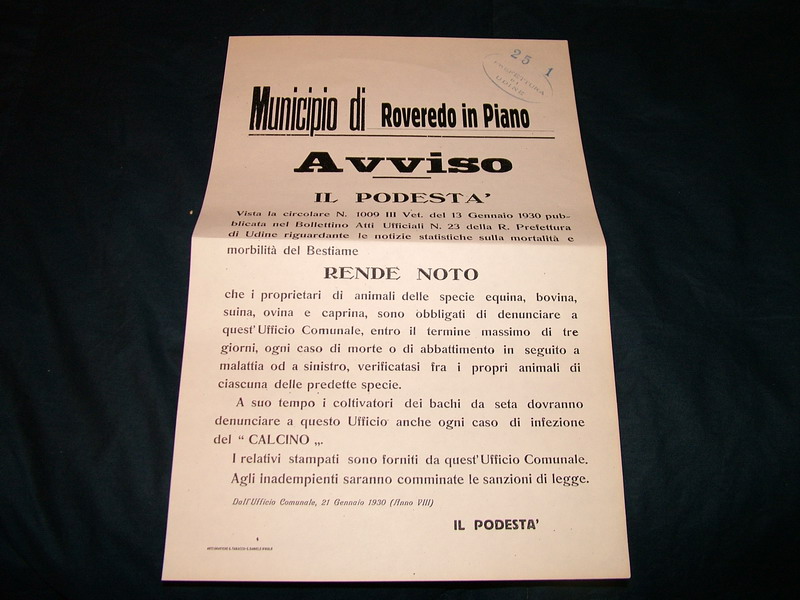 25 1
PREFETTURA
DI
UDINE
Municipio di Roveredo in Piano
Avviso
IL PODESTA'
Vista la circolare N. 1009 III Vet. del 13 Gennaio 1930 pub-
blicata nel Bollettino Atti Ufficiali N. 23 della R. Prefettura
di Udine riguardante le notizie statistiche sulla mortalità e
morbilità del Bestiame
RENDE NOTO
che i proprietari di animali delle specie equina, bovina,
suina, ovina e caprina, sono obbligati di denunciare a
quest'Ufficio Comunale, entro il termine massimo di tre
giorni, ogni caso di morte o di abbattimento in seguito a
malattia od a sinistro, verificatasi fra i propri animali di
ciascuna delle predette specie.
A suo tempo i coltivatori dei bachi da seta dovranno
denunciare a questo Ufficio anche ogni caso di infezione
del “ CALCINO „.
I relativi stampati sono forniti da quest'Ufficio Comunale.
Agli inadempienti saranno comminate le sanzioni di legge.
Dall'Ufficio Comunale, 21 Gennaio 1930 (Anno VIII)
IL PODESTA'